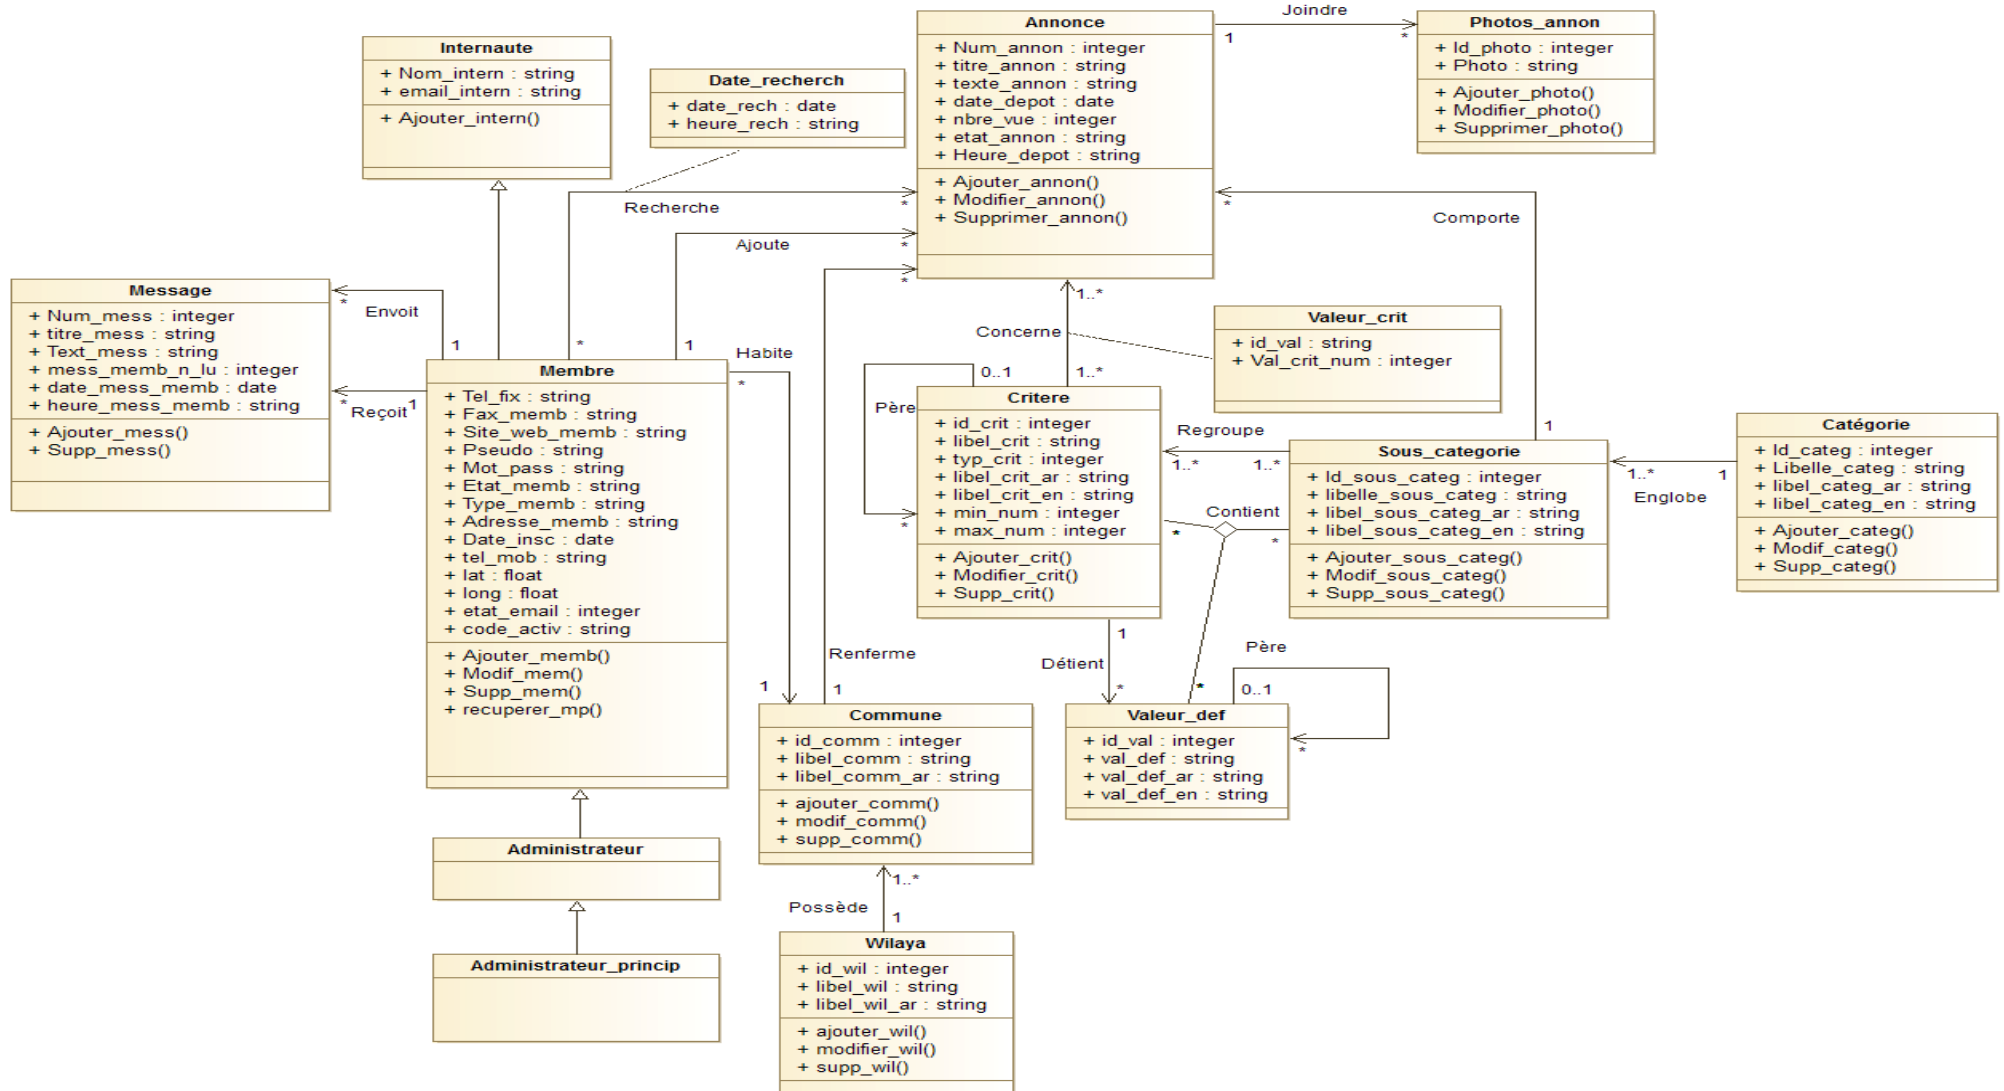 Internaute
+ Nom_intern : string
+ email_intern : string
+ Ajouter_intern()
Date_recherch
+ date_rech : date
+ heure_rech : string
Annonce
+ Num_annon : integer
+ titre_annon : string
+ texte_annon : string
+ date_depot : date
+ nbre_vue : integer
+ etat_annon : string
+ Heure_depot : string
+ Ajouter_annon()
+ Modifier_annon()
+ Supprimer_annon()
Joindre
1
*
Photos_annon
+ Id_photo : integer
+ Photo : string
+ Ajouter_photo()
+ Modifier_photo()
+ Supprimer_photo()
Recherche
*
*
Ajoute
1
*
*
Comporte
*
1
Message
+ Num_mess : integer
+ titre_mess : string
+ Text_mess : string
+ mess_memb_n_lu : integer
+ date_mess_memb : date
+ heure_mess_memb : string
+ Ajouter_mess()
+ Supp_mess()
Envoit
*
1
Reçoit
*
1
Membre
+ Tel_fix : string
+ Fax_memb : string
+ Site_web_memb : string
+ Pseudo : string
+ Mot_pass : string
+ Etat_memb : string
+ Type_memb : string
+ Adresse_memb : string
+ Date_insc : date
+ tel_mob : string
+ lat : float
+ long : float
+ etat_email : integer
+ code_activ : string
+ Ajouter_memb()
+ Modif_mem()
+ Supp_mem()
+ recuperer_mp()
Habite
*
1
Renferme
1
Concerne
1..*
1..*
Valeur_crit
+ id_val : string
+ Val_crit_num : integer
Père
0..1
*
Critere
+ id_crit : integer
+ libel_crit : string
+ typ_crit : integer
+ libel_crit_ar : string
+ libel_crit_en : string
+ min_num : integer
+ max_num : integer
+ Ajouter_crit()
+ Modifier_crit()
+ Supp_crit()
Regroupe
1..*
1..*
Contient
*
*
*
Sous_categorie
+ Id_sous_categ : integer
+ libelle_sous_categ : string
+ libel_sous_categ_ar : string
+ libel_sous_categ_en : string
+ Ajouter_sous_categ()
+ Modif_sous_categ()
+ Supp_sous_categ()
1..*
1
Englobe
Catégorie
+ Id_categ : integer
+ Libelle_categ : string
+ libel_categ_ar : string
+ libel_categ_en : string
+ Ajouter_categ()
+ Modif_categ()
+ Supp_categ()
Détient
1
*
Père
0..1
*
Valeur_def
+ id_val : integer
+ val_def : string
+ val_def_ar : string
+ val_def_en : string
Commune
+ id_comm : integer
+ libel_comm : string
+ libel_comm_ar : string
+ ajouter_comm()
+ modif_comm()
+ supp_comm()
Administrateur
Possède
1..*
1
Administrateur_princip
Wilaya
+ id_wil : integer
+ libel_wil : string
+ libel_wil_ar : string
+ ajouter_wil()
+ modifier_wil()
+ supp_wil()